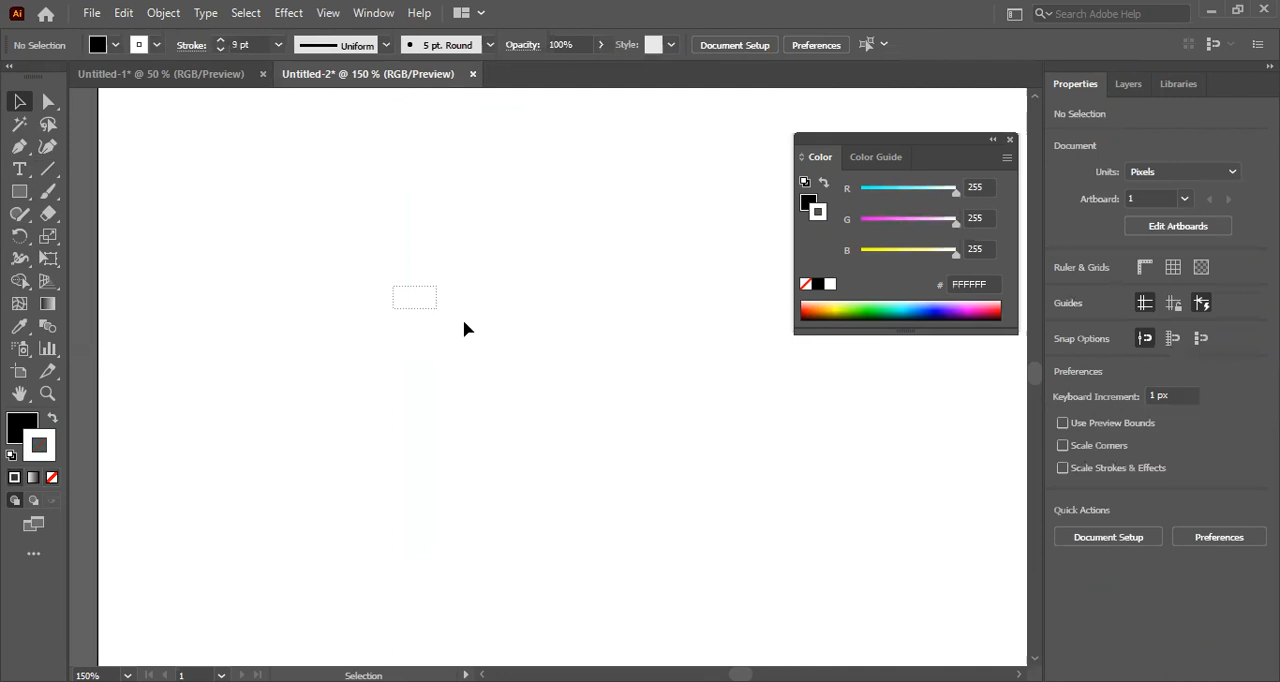 Ai File Edit Object Type Select Effect View Window Help Search Adobe Help
No Selection Stroke: 9 pt Uniform 5 pt. Round Opacity: 100% Style: Document Setup Preferences
Untitled-1* @ 50 % (RGB/Preview) Untitled-2* @ 150 % (RGB/Preview)
Properties Layers Libraries
No Selection
Document
Units: Pixels
Artboard: 1
Edit Artboards
Ruler & Grids
Guides
Snap Options
Preferences
Keyboard Increment: 1 px
Use Preview Bounds
Scale Corners
Scale Strokes & Effects
Quick Actions
Document Setup Preferences
Color Color Guide
R 255
G 255
B 255
# FFFFFF
150% 1 Selection